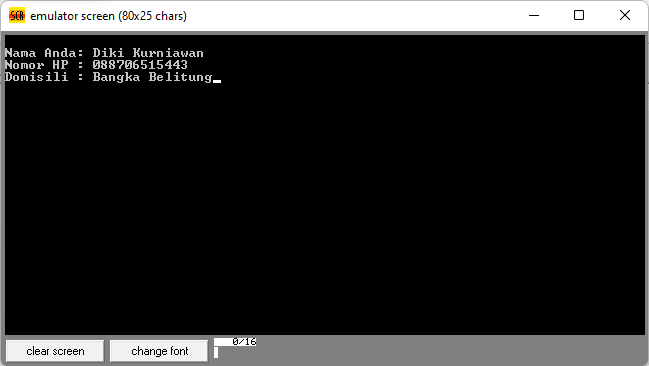 SCR emulator screen (80x25 chars)
Nama Anda: Diki Kurniawan
Nomor HP : 088706515443
Domisili : Bangka Belitung
clear screen
change font
0/16